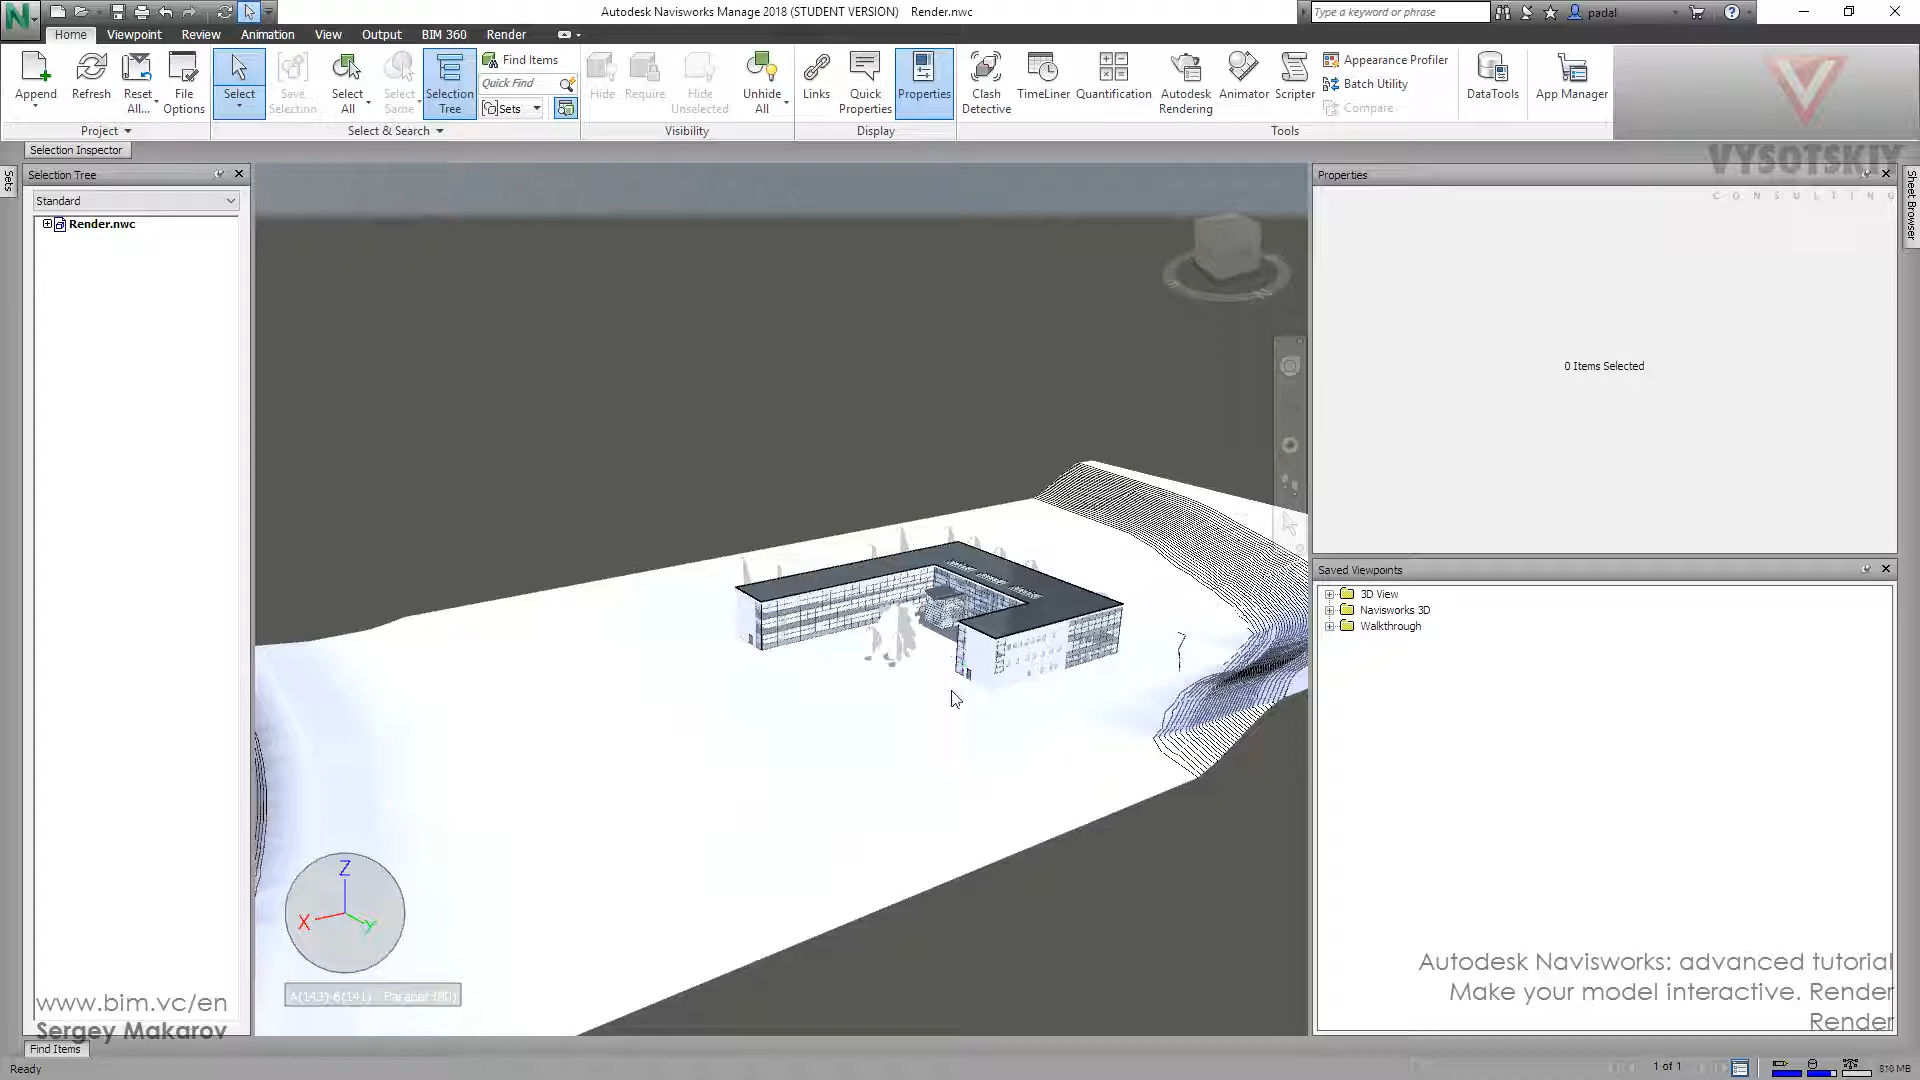 Autodesk Navisworks Manage 2018 (STUDENT VERSION) Render.nwc
Type a keyword or phrase
padal
Home Viewpoint Review Animation View Output BIM 360 Render
Append
Refresh
Reset All...
File Options
Select
Save Selection
Select All
Select Same
Selection Tree
Find Items
Quick Find
Sets
Hide
Require
Hide Unselected
Unhide All
Links
Quick Properties
Properties
Clash Detective
TimeLiner
Quantification
Autodesk Rendering
Animator
Scripter
Appearance Profiler
Batch Utility
Compare
DataTools
App Manager
Project
Select & Search
Visibility
Display
Tools
Selection Inspector
VYSOTSKIY
CONSULTING
Sets
Selection Tree
Standard
Render.nwc
Properties
Sheet Browser
0 Items Selected
Saved Viewpoints
3D View
Navisworks 3D
Walkthrough
Z
X
Y
Autodesk Navisworks: advanced tutorial
Make your model interactive. Render
Render
www.bim.vc/en
Sergey Makarov
Find Items
Ready
1 of 1